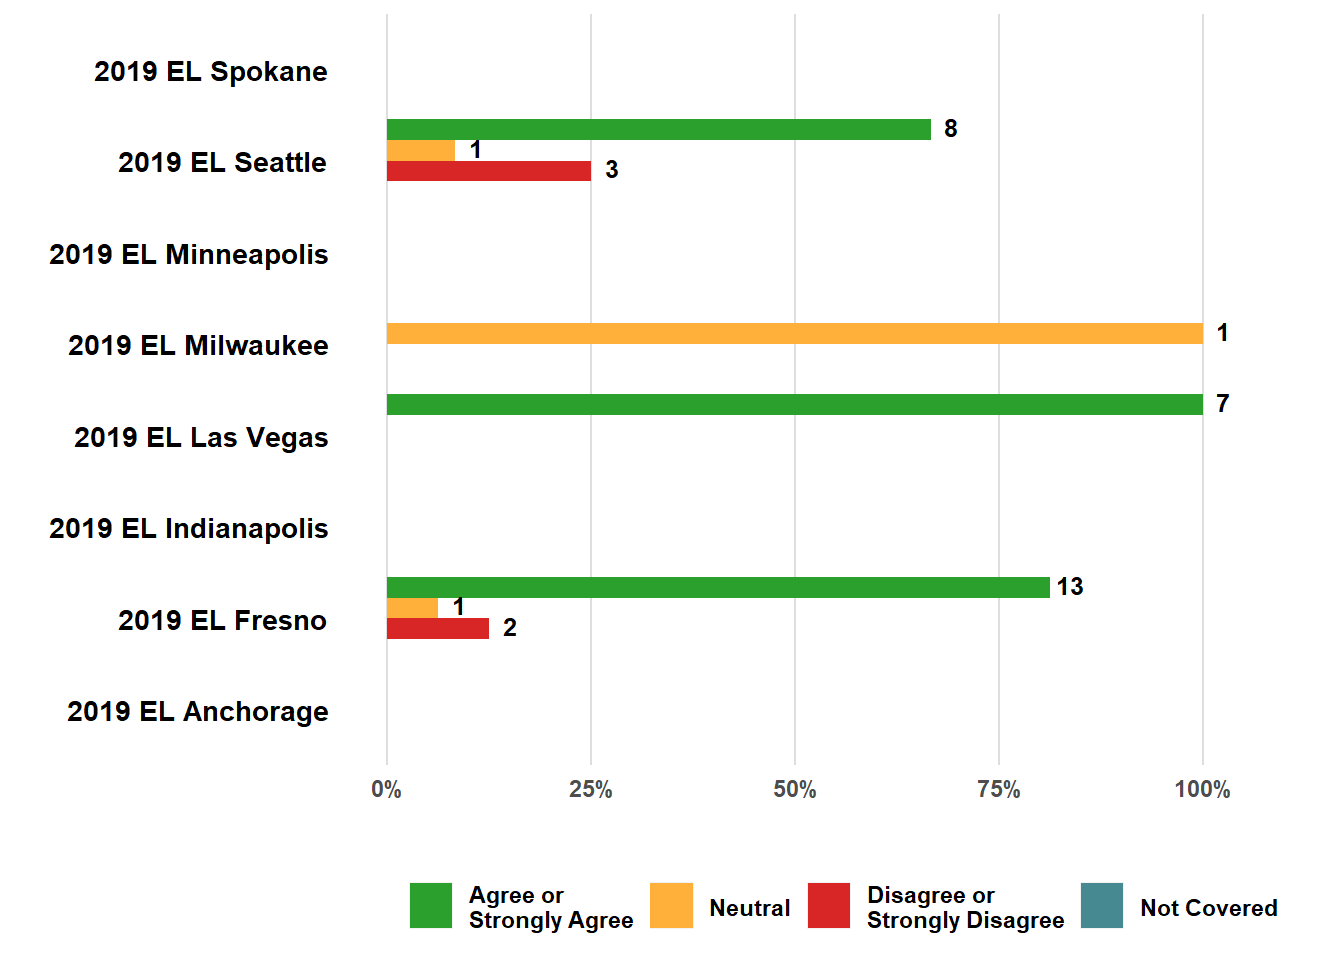 2019 EL Spokane
8
1
2019 EL Seattle
3
2019 EL Minneapolis
1
2019 EL Milwaukee
7
2019 EL Las Vegas
2019 EL Indianapolis
13
1
2019 EL Fresno
2
2019 EL Anchorage
0% 25% 50% 75% 100%
Agree or
Strongly Agree
Neutral
Disagree or
Strongly Disagree
Not Covered